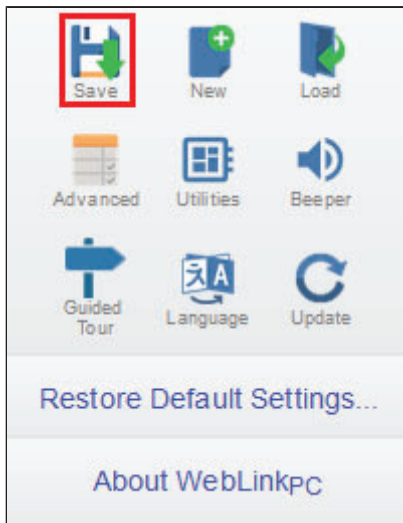 Save New Load
Advanced Utilities Beeper
Guided
Tour Language Update
Restore Default Settings...
About WebLinkPC